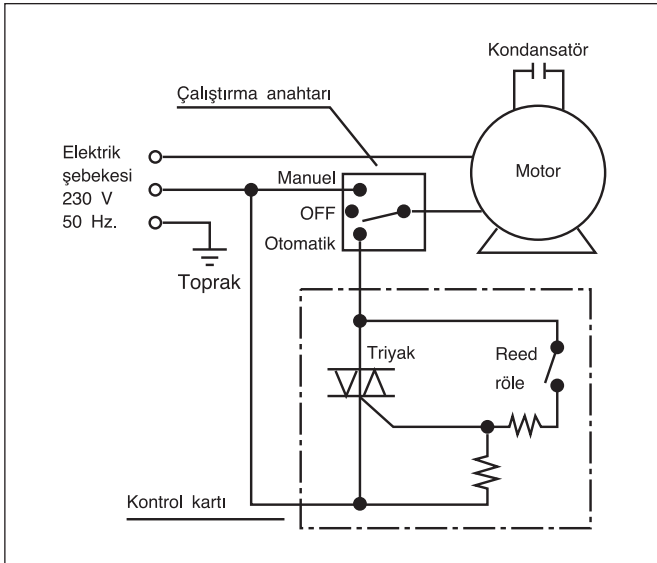 Kondansatör
Çalıştırma anahtarı
Elektrik
şebekesi
230 V
50 Hz.
Manuel
OFF
Otomatik
Motor
Toprak
Triyak
Reed
röle
Kontrol kartı